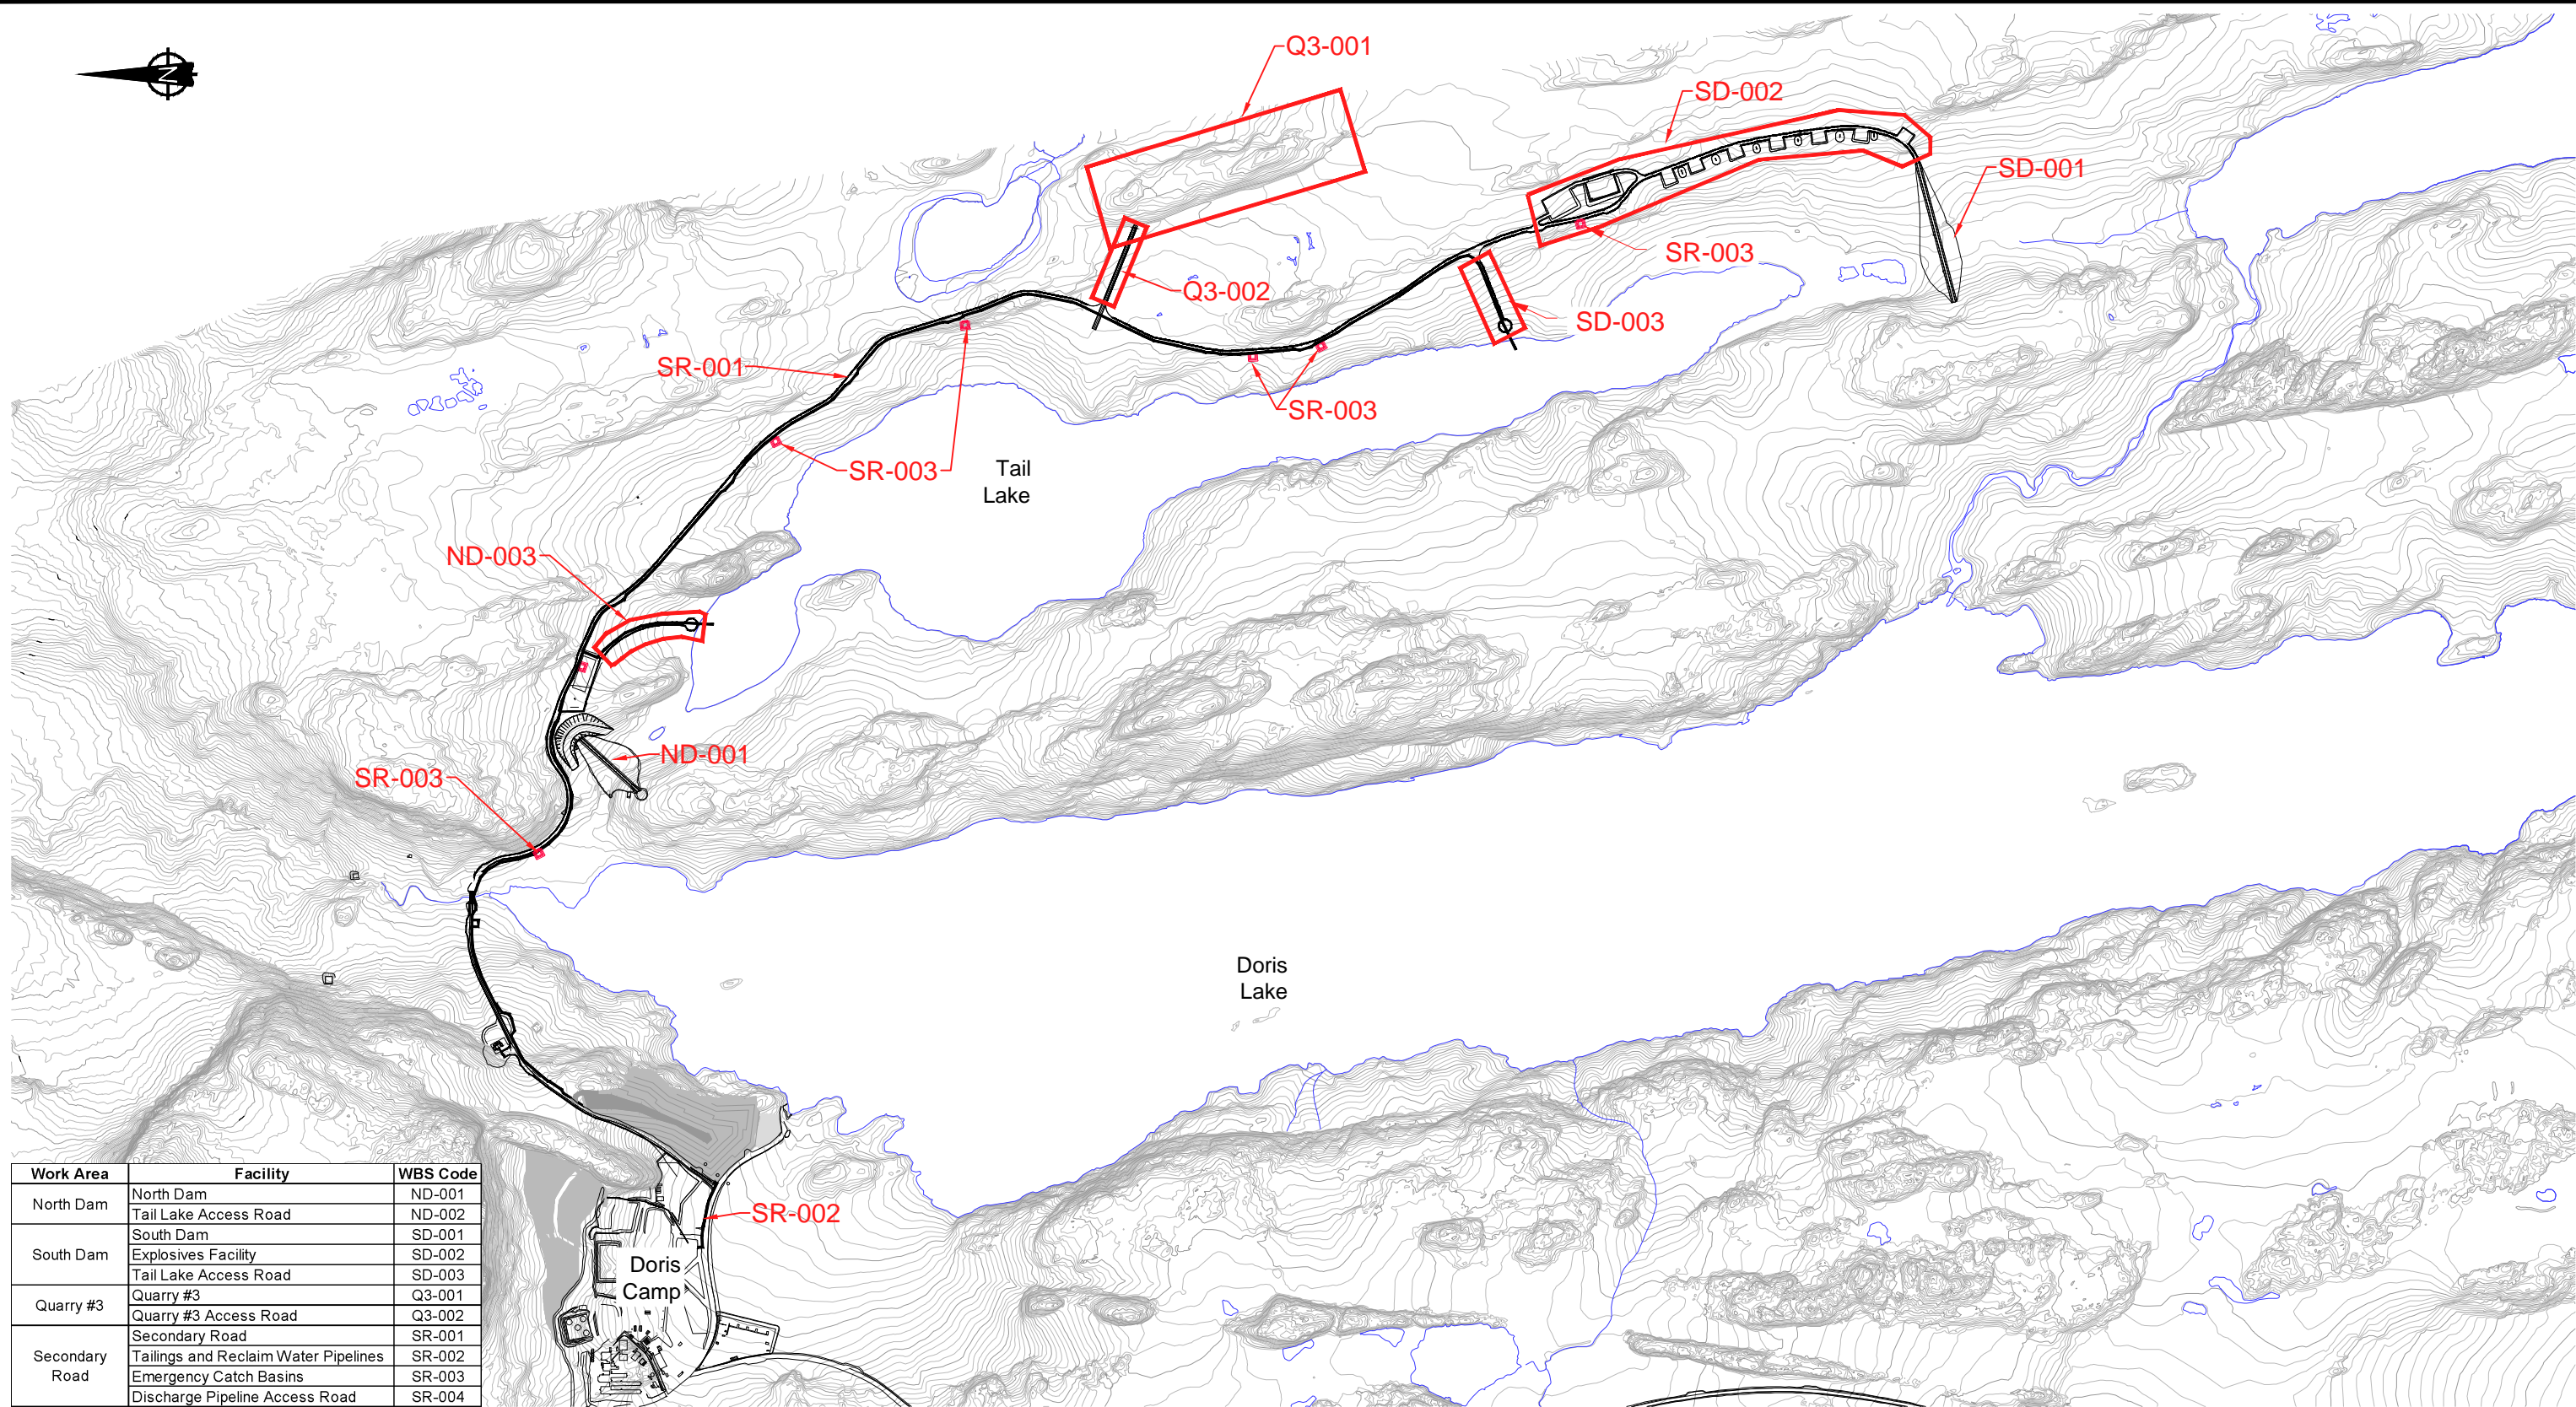 Q3-001
N
SD-002
SD-001
SR-003
Q3-002
SD-003
SR-001
SR-003
SR-003
Tail
Lake
ND-003
ND-001
SR-003
Doris
Lake
SR-002
Doris
Camp
Work Area Facility WBS Code
North Dam North Dam ND-001
Tail Lake Access Road ND-002
South Dam South Dam SD-001
Explosives Facility SD-002
Tail Lake Access Road SD-003
Quarry #3 Quarry #3 Q3-001
Quarry #3 Access Road Q3-002
Secondary Road Secondary Road SR-001
Tailings and Reclaim Water Pipelines SR-002
Emergency Catch Basins SR-003
Discharge Pipeline Access Road SR-004